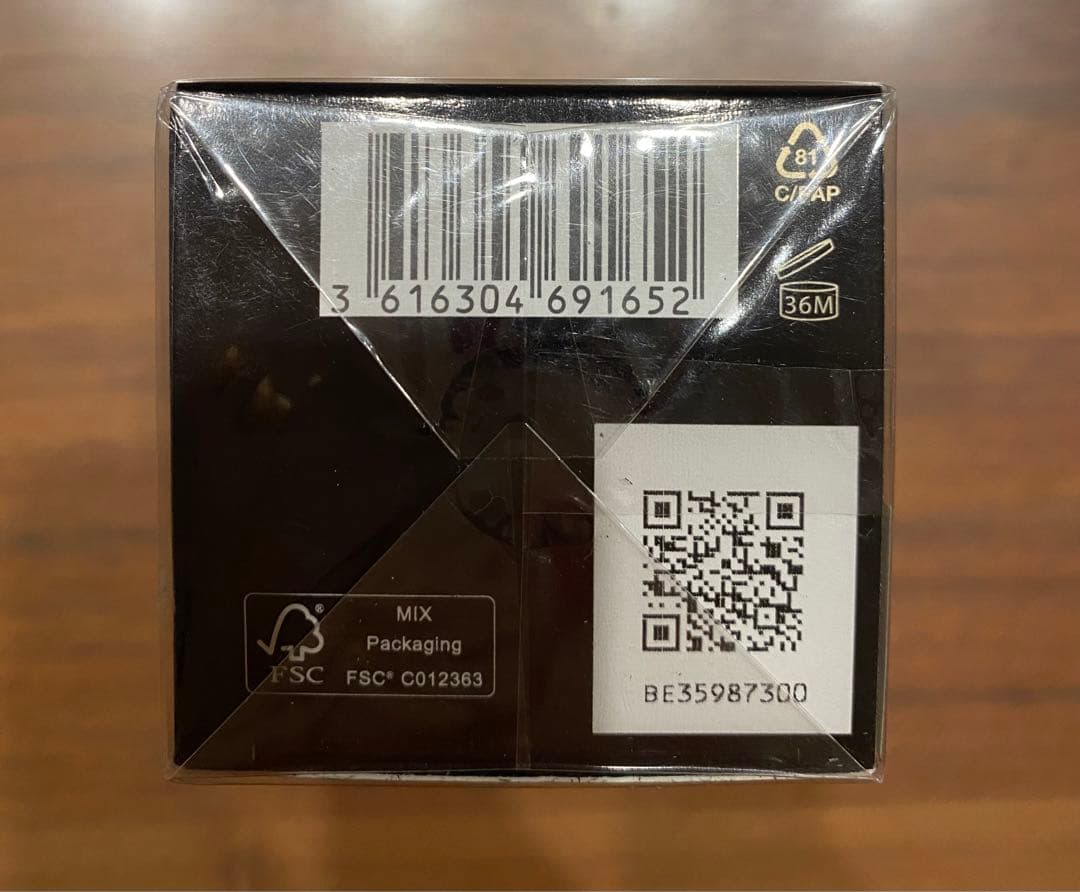 3 616304 691652
81
C/PAP
36M
MIX
Packaging
FSC® C012363
® FSC
BE35987300